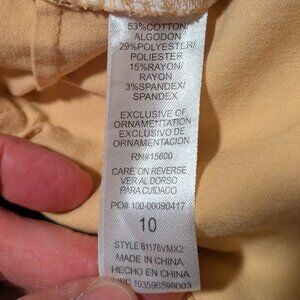 53%COTTON/
ALGODON
29%POLYESTER/
POLIESTER
15%RAYON/
RAYON
3%SPANDEX/
SPANDEX
EXCLUSIVE OF
ORNAMENTATION
EXCLUSIVO DE
ORNAMENTACION
RN#15600
CARE ON REVERSE
VER AL DORSO
PARA CUIDADO
PO# 100-00090417
10
STYLE 81176VMX2
MADE IN CHINA
HECHO EN CHINA
193595598003